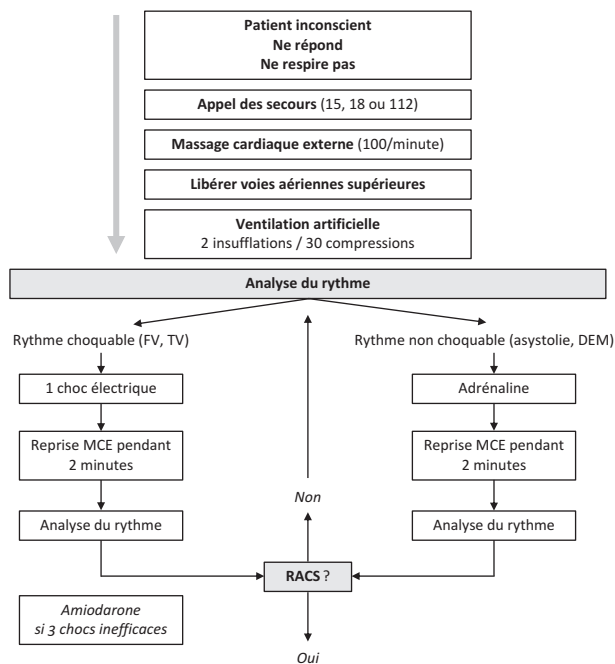 Patient inconscient
Ne répond
Ne respire pas
Appel des secours (15, 18 ou 112)
Massage cardiaque externe (100/minute)
Libérer voies aériennes supérieures
Ventilation artificielle
2 insufflations / 30 compressions
Analyse du rythme
Rythme choquable (FV, TV)
1 choc électrique
Reprise MCE pendant
2 minutes
Analyse du rythme
Rythme non choquable (asystolie, DEM)
Adrénaline
Reprise MCE pendant
2 minutes
Analyse du rythme
Non
RACS ?
Amiodarone
si 3 chocs inefficaces
Oui